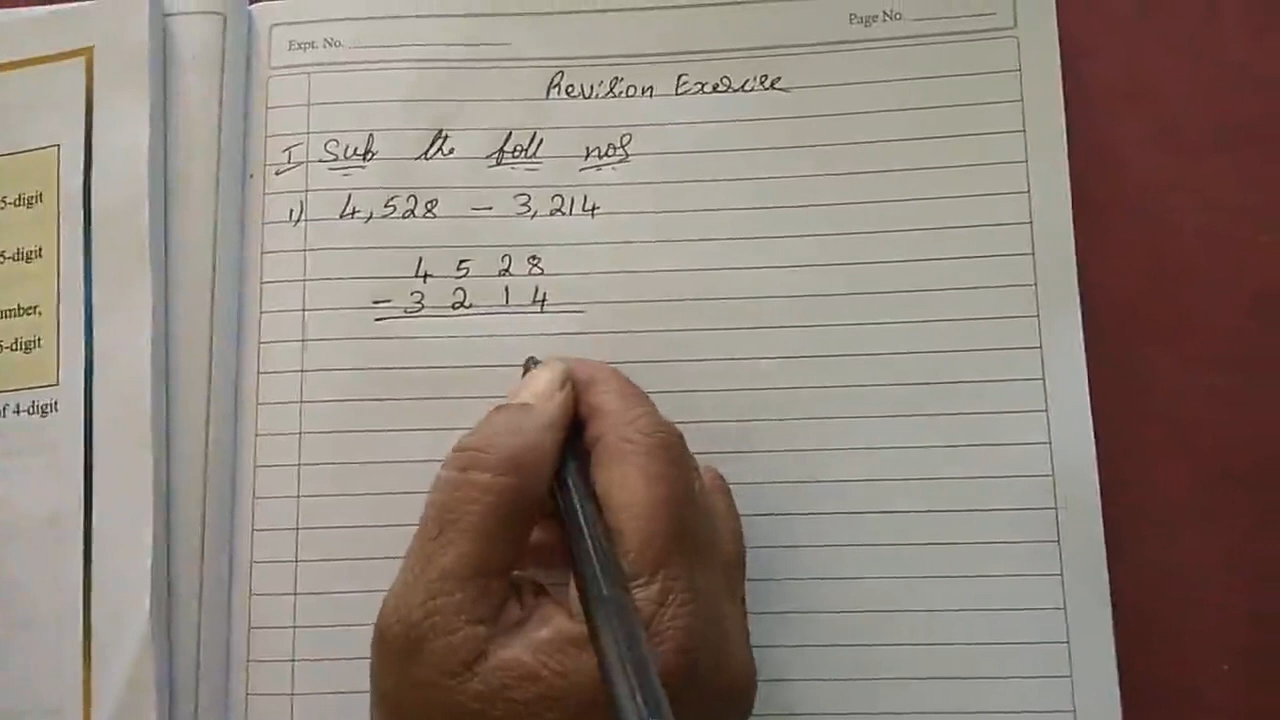 5-digit
5-digit
umber,
5-digit
of 4-digit
Expt. No.
Page No
Revision Exercise
I Sub the foll nos
1) 4,528 - 3,214
4 5 2 8
- 3 2 1 4